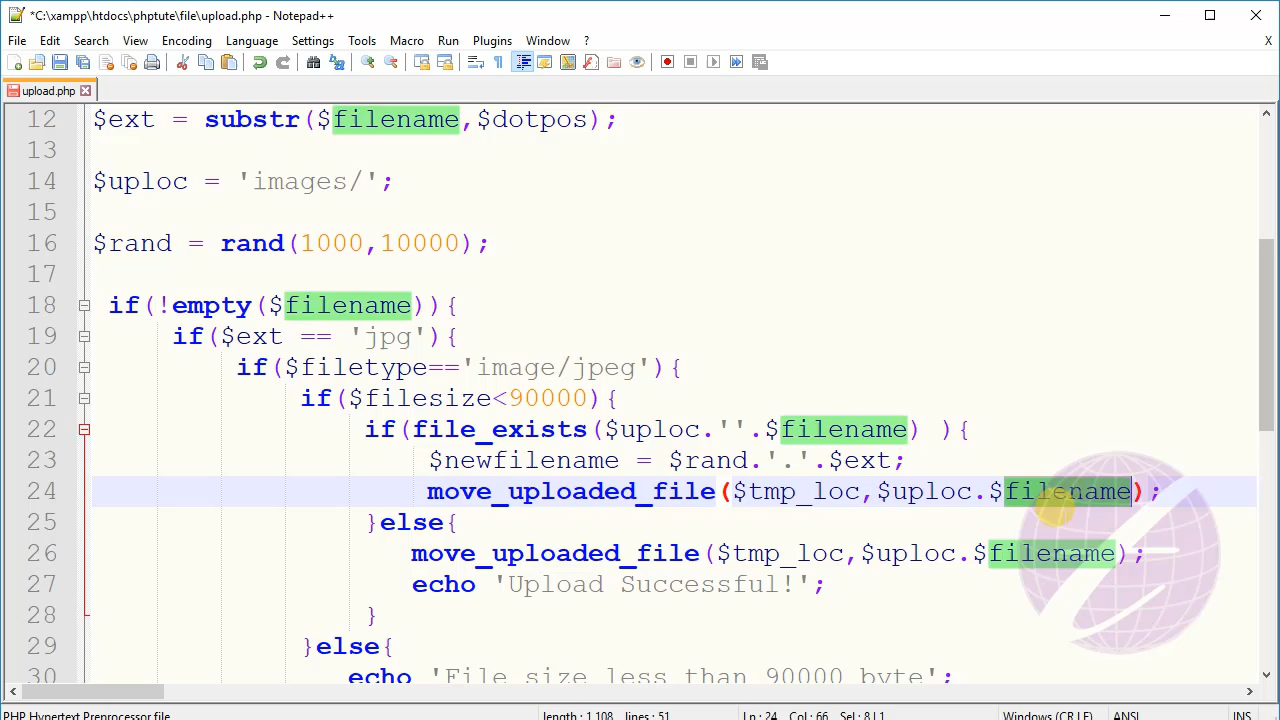 *C:\xampp\htdocs\phptute\file\upload.php - Notepad++
File Edit Search View Encoding Language Settings Tools Macro Run Plugins Window ? X
upload.php
12 $ext = substr($filename,$dotpos);
13
14 $uploc = 'images/';
15
16 $rand = rand(1000,10000);
17
18 if(!empty($filename)){
19 if($ext == 'jpg'){
20 if($filetype=='image/jpeg'){
21 if($filesize<90000){
22 if(file_exists($uploc.''.$filename) ){
23 $newfilename = $rand.'.'.$ext;
24 move_uploaded_file($tmp_loc,$uploc.$filename);
25 }else{
26 move_uploaded_file($tmp_loc,$uploc.$filename);
27 echo 'Upload Successful!';
28 }
29 }else{
30 echo 'File size less than 90000 byte';
PHP Hypertext Preprocessor file length : 1,108 lines : 51 Ln : 24 Col : 66 Sel : 8 | 1 Windows (CR LF) ANSI INS